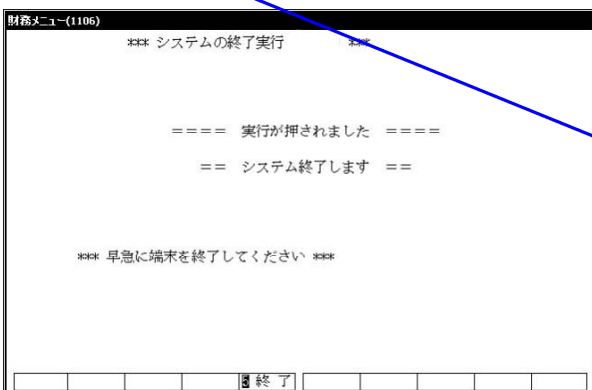 財務メニュー(1106)
*** システムの終了実行 ***
==== 実行が押されました ====
== システム終了します ==
*** 早急に端末を終了してください ***
5 終 了